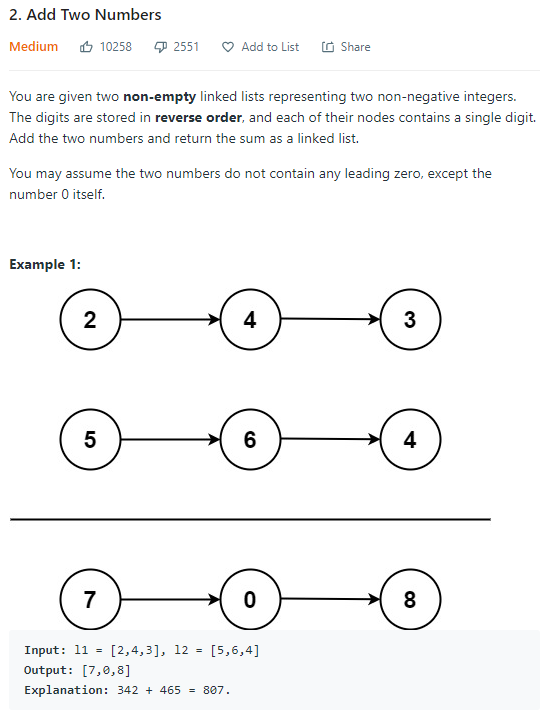 2. Add Two Numbers
Medium 10258 2551 Add to List Share
You are given two non-empty linked lists representing two non-negative integers.
The digits are stored in reverse order, and each of their nodes contains a single digit.
Add the two numbers and return the sum as a linked list.
You may assume the two numbers do not contain any leading zero, except the
number 0 itself.
Example 1:
2 4 3
5 6 4
7 0 8
Input: l1 = [2,4,3], l2 = [5,6,4]
Output: [7,0,8]
Explanation: 342 + 465 = 807.